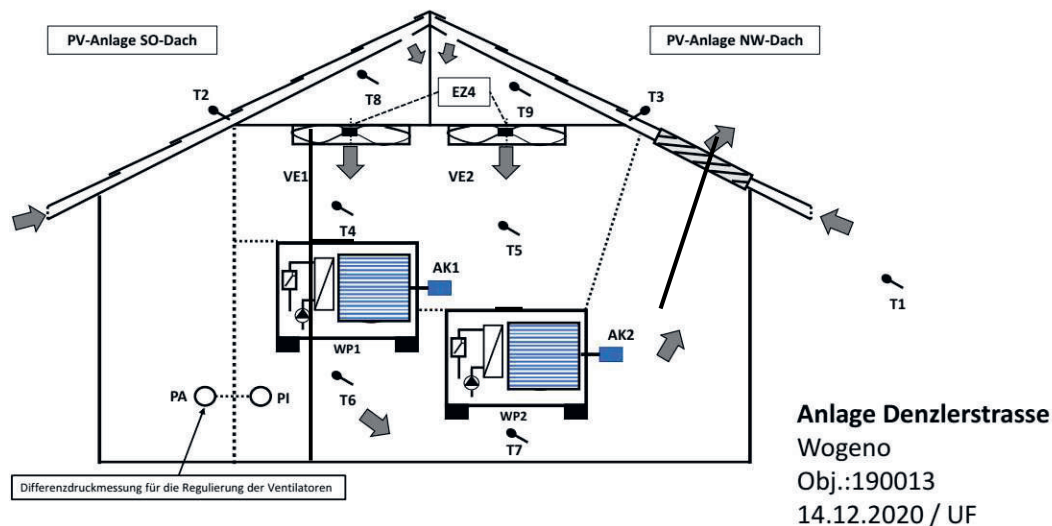 PV-Anlage SO-Dach
PV-Anlage NW-Dach
T2
T8
EZ4
T9
T3
VE1
VE2
T4
T5
T1
AK1
WP1
AK2
WP2
T6
T7
PA
PI
Differenzdruckmessung für die Regulierung der Ventilatoren
Anlage Denzlerstrasse
Wogeno
Obj.:190013
14.12.2020 / UF